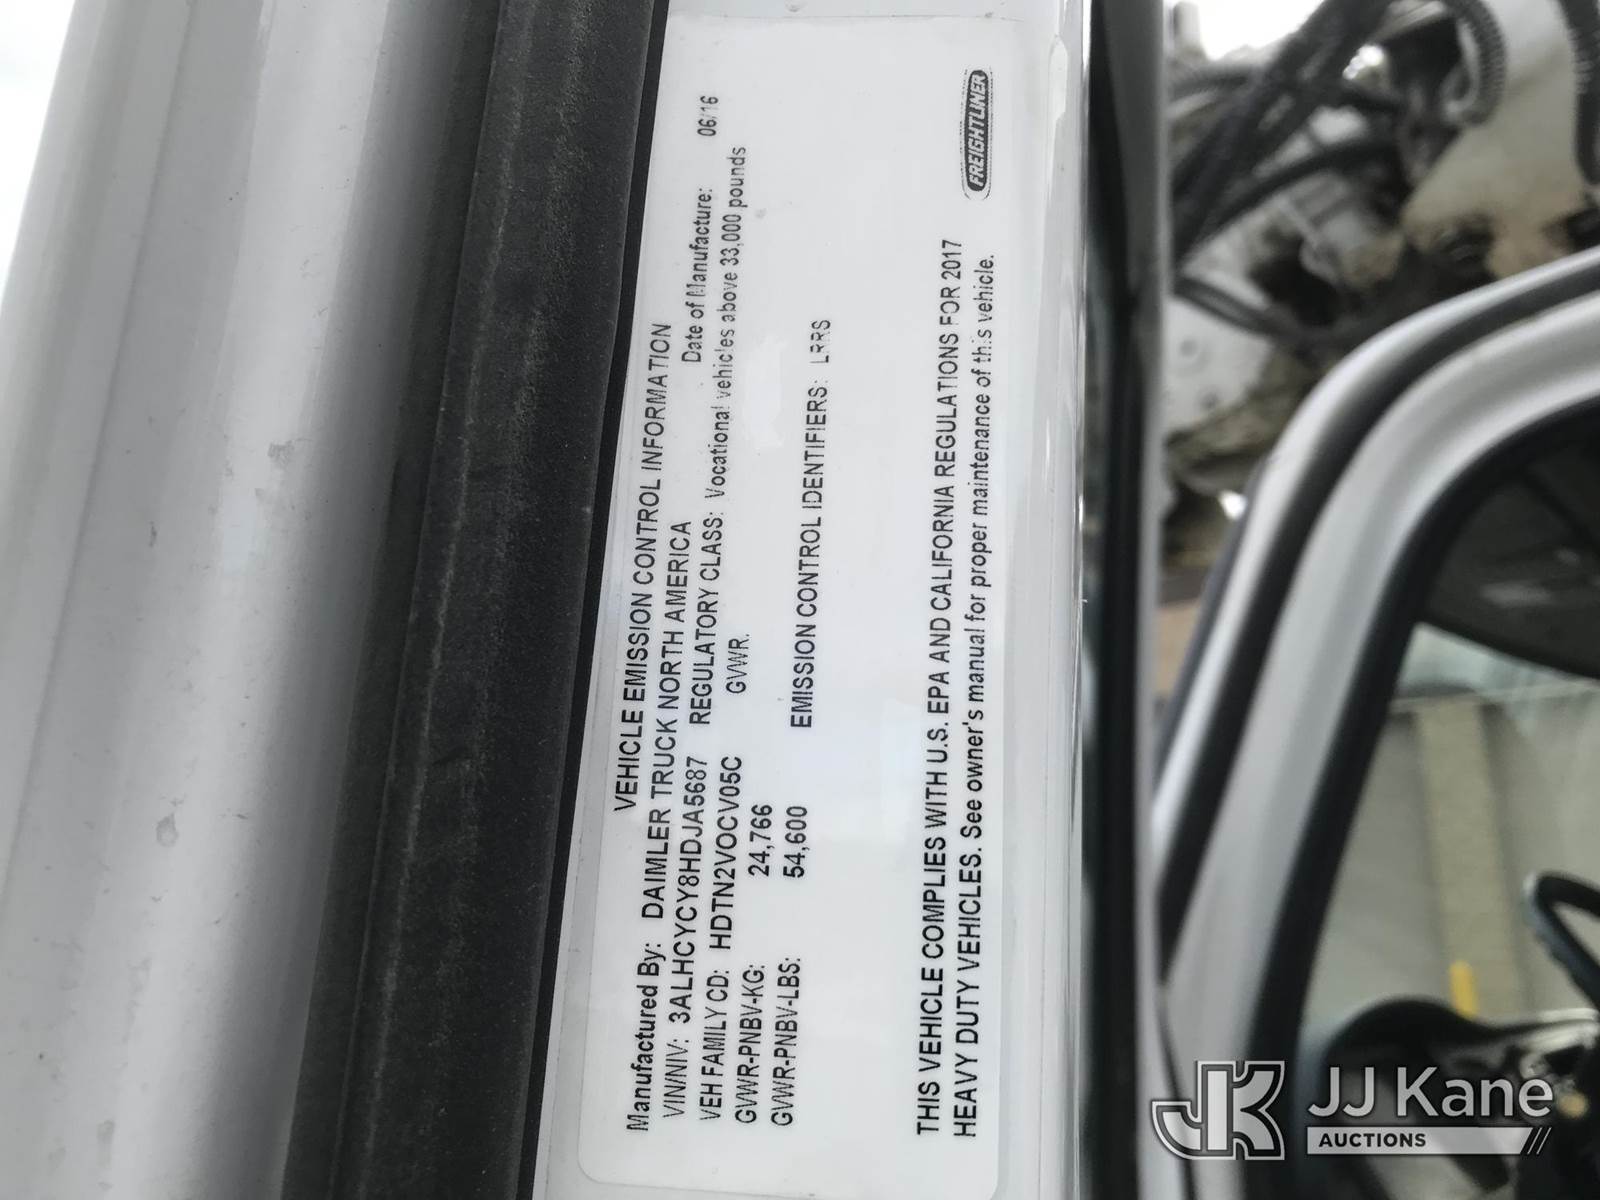 VEHICLE EMISSION CONTROL INFORMATION
Manufactured By: DAIMLER TRUCK NORTH AMERICA Date of Manufacture: 06/16
VIN/NIV: 3ALHCYCY8HDJA5687 REGULATORY CLASS: Vocational vehicles above 33,000 pounds
VEH FAMILY CD: HDTN2VOCV05C GVWR.
GVWR-PNBV-KG: 24,766
GVWR-PNBV-LBS: 54,600 EMISSION CONTROL IDENTIFIERS: LRRS
THIS VEHICLE COMPLIES WITH U.S. EPA AND CALIFORNIA REGULATIONS FOR 2017
HEAVY DUTY VEHICLES. See owner's manual for proper maintenance of this vehicle.
FREIGHTLINER
JK JJ Kane
AUCTIONS